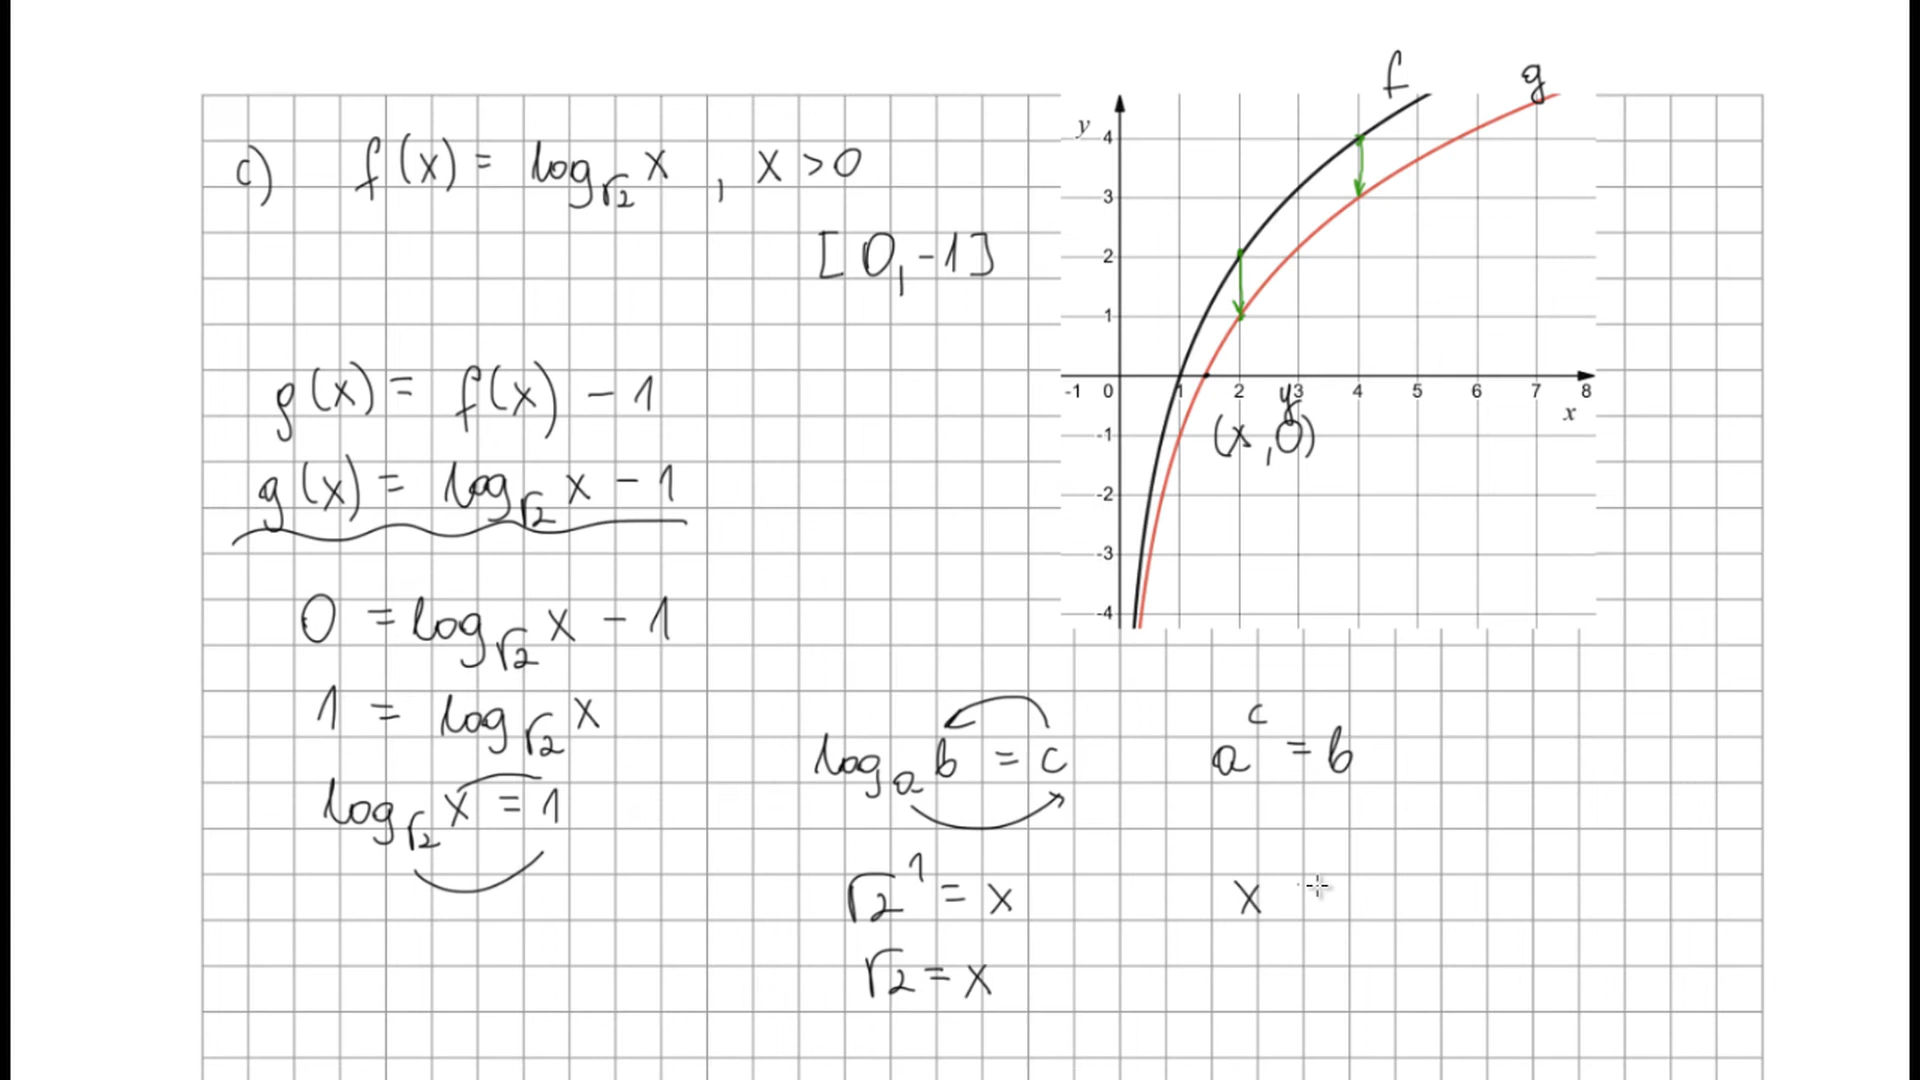 c) f(x) = log√2 x , x > 0
[0, -1]
g(x) = f(x) - 1
g(x) = log√2 x - 1
0 = log√2 x - 1
1 = log√2 x
log√2 x = 1
f g
y
4
3
2
1
-1 0 1 2 3 4 5 6 7 8
x
y
(x, 0)
-1
-2
-3
-4
logₐ b = c
aᶜ = b
√2¹ = x
√2 = x
x